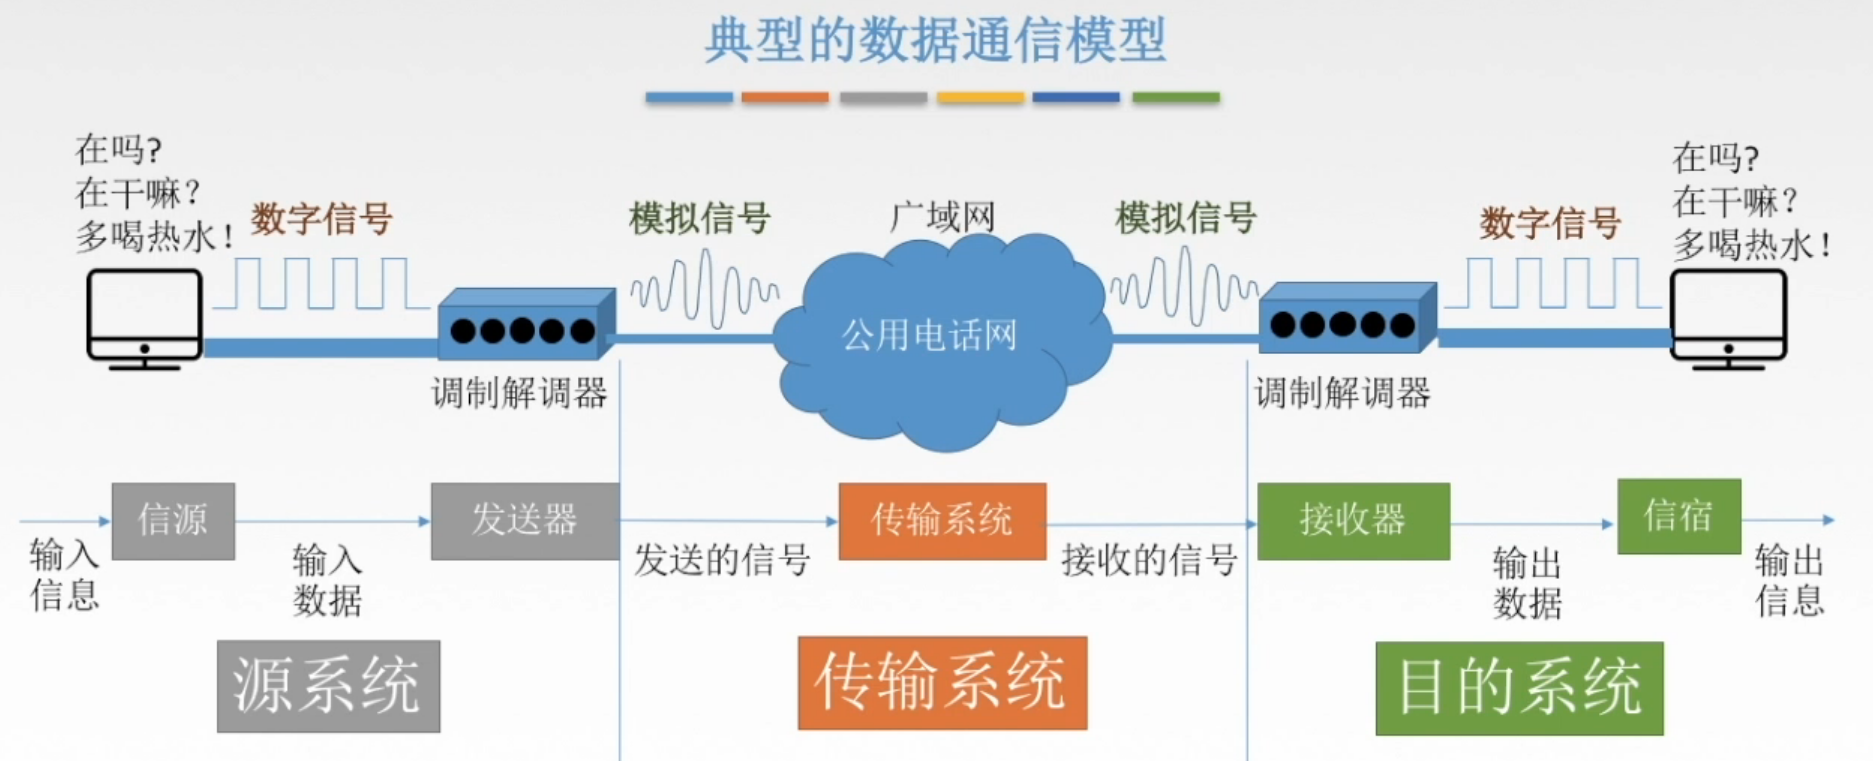 典型的数据通信模型
在吗?
在干嘛?
多喝热水!
数字信号
模拟信号
广域网
模拟信号
数字信号
在吗?
在干嘛?
多喝热水!
公用电话网
调制解调器
调制解调器
信源
发送器
传输系统
接收器
信宿
输入
信息
输入
数据
发送的信号
接收的信号
输出
数据
输出
信息
源系统
传输系统
目的系统